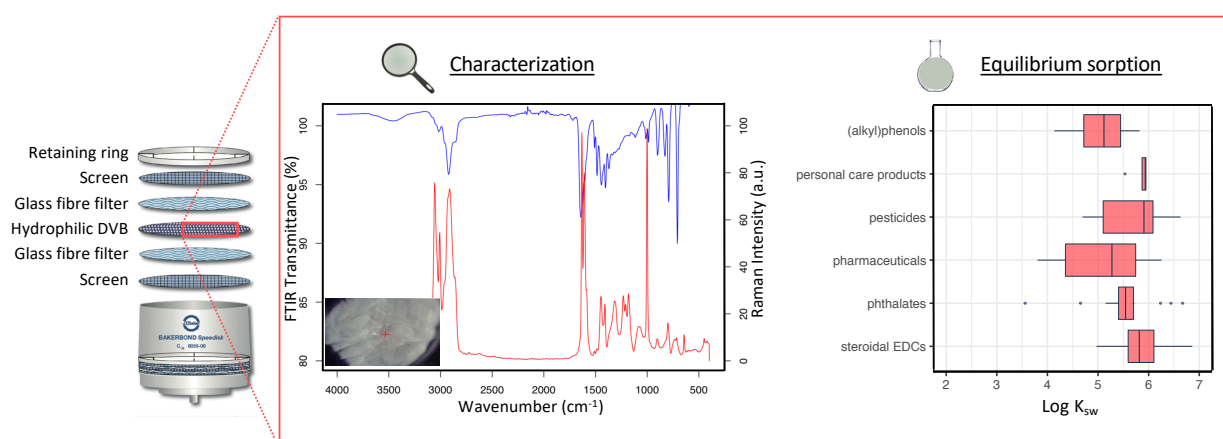 Retaining ring
Screen
Glass fibre filter
Hydrophilic DVB
Glass fibre filter
Screen
BAKERBOND Speedisk
Characterization
FTIR Transmittance (%)
100
95
90
85
80
100
80
60
40
20
0
Raman Intensity (a.u.)
4000 3500 3000 2500 2000 1500 1000 500
Wavenumber (cm⁻¹)
Equilibrium sorption
(alkyl)phenols
personal care products
pesticides
pharmaceuticals
phthalates
steroidal EDCs
2 3 4 5 6 7
Log Ksw